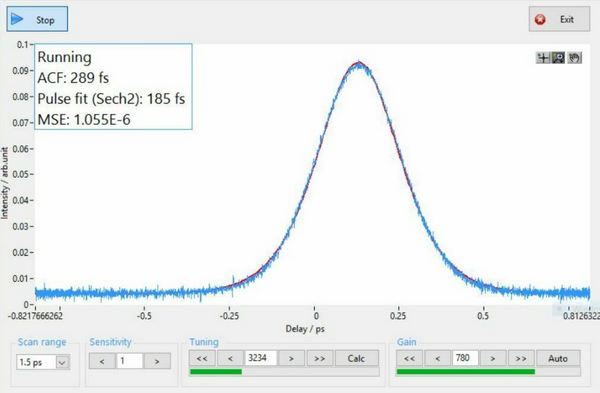 Stop
Exit
Running
ACF: 289 fs
Pulse fit (Sech2): 185 fs
MSE: 1.055E-6
Intensity / arb.unit
0.1
0.09
0.08
0.07
0.06
0.05
0.04
0.03
0.02
0.01
0
-0.8217666262
-0.5
-0.25
0
0.25
0.5
0.8126322
Delay / ps
Scan range
1.5 ps
Sensitivity
< 1 >
Tuning
<< < 3234 > >> Calc
Gain
<< < 780 > >> Auto